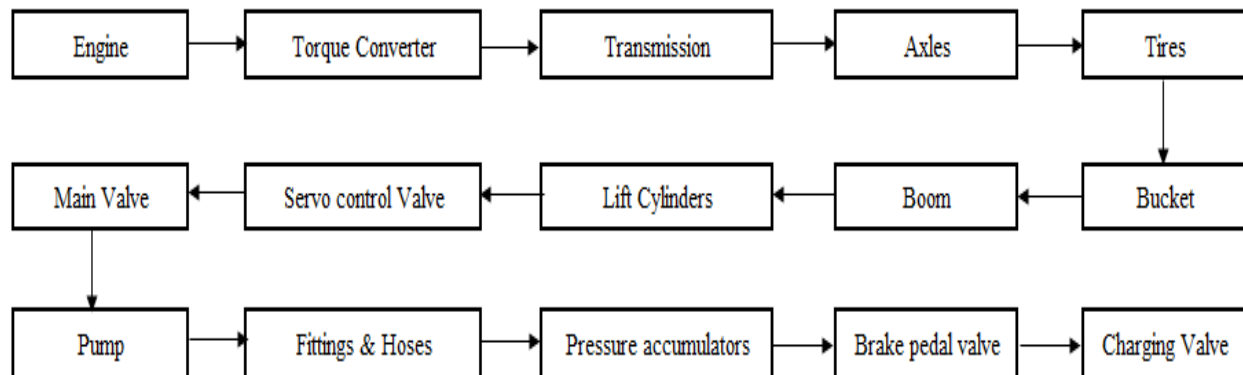 Engine
Torque Converter
Transmission
Axles
Tires
Main Valve
Servo control Valve
Lift Cylinders
Boom
Bucket
Pump
Fittings & Hoses
Pressure accumulators
Brake pedal valve
Charging Valve